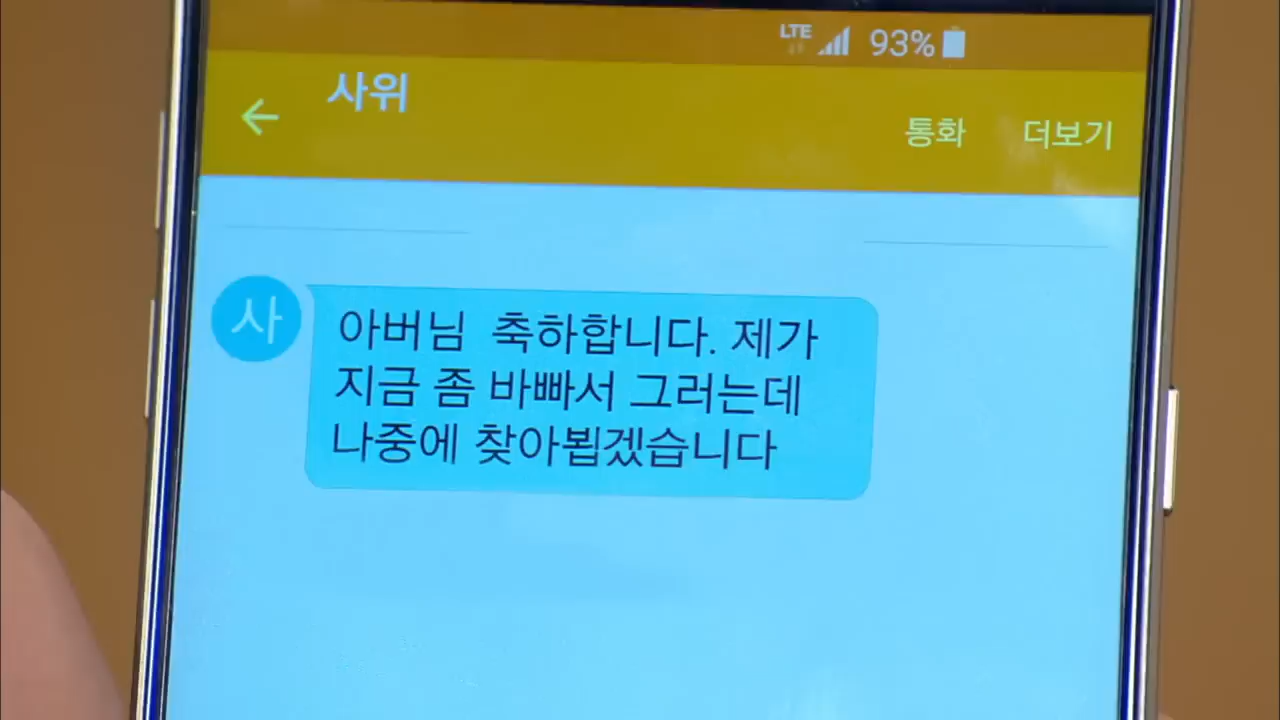 LTE 93%
사위
통화 더보기
사
아버님 축하합니다. 제가
지금 좀 바빠서 그러는데
나중에 찾아뵙겠습니다